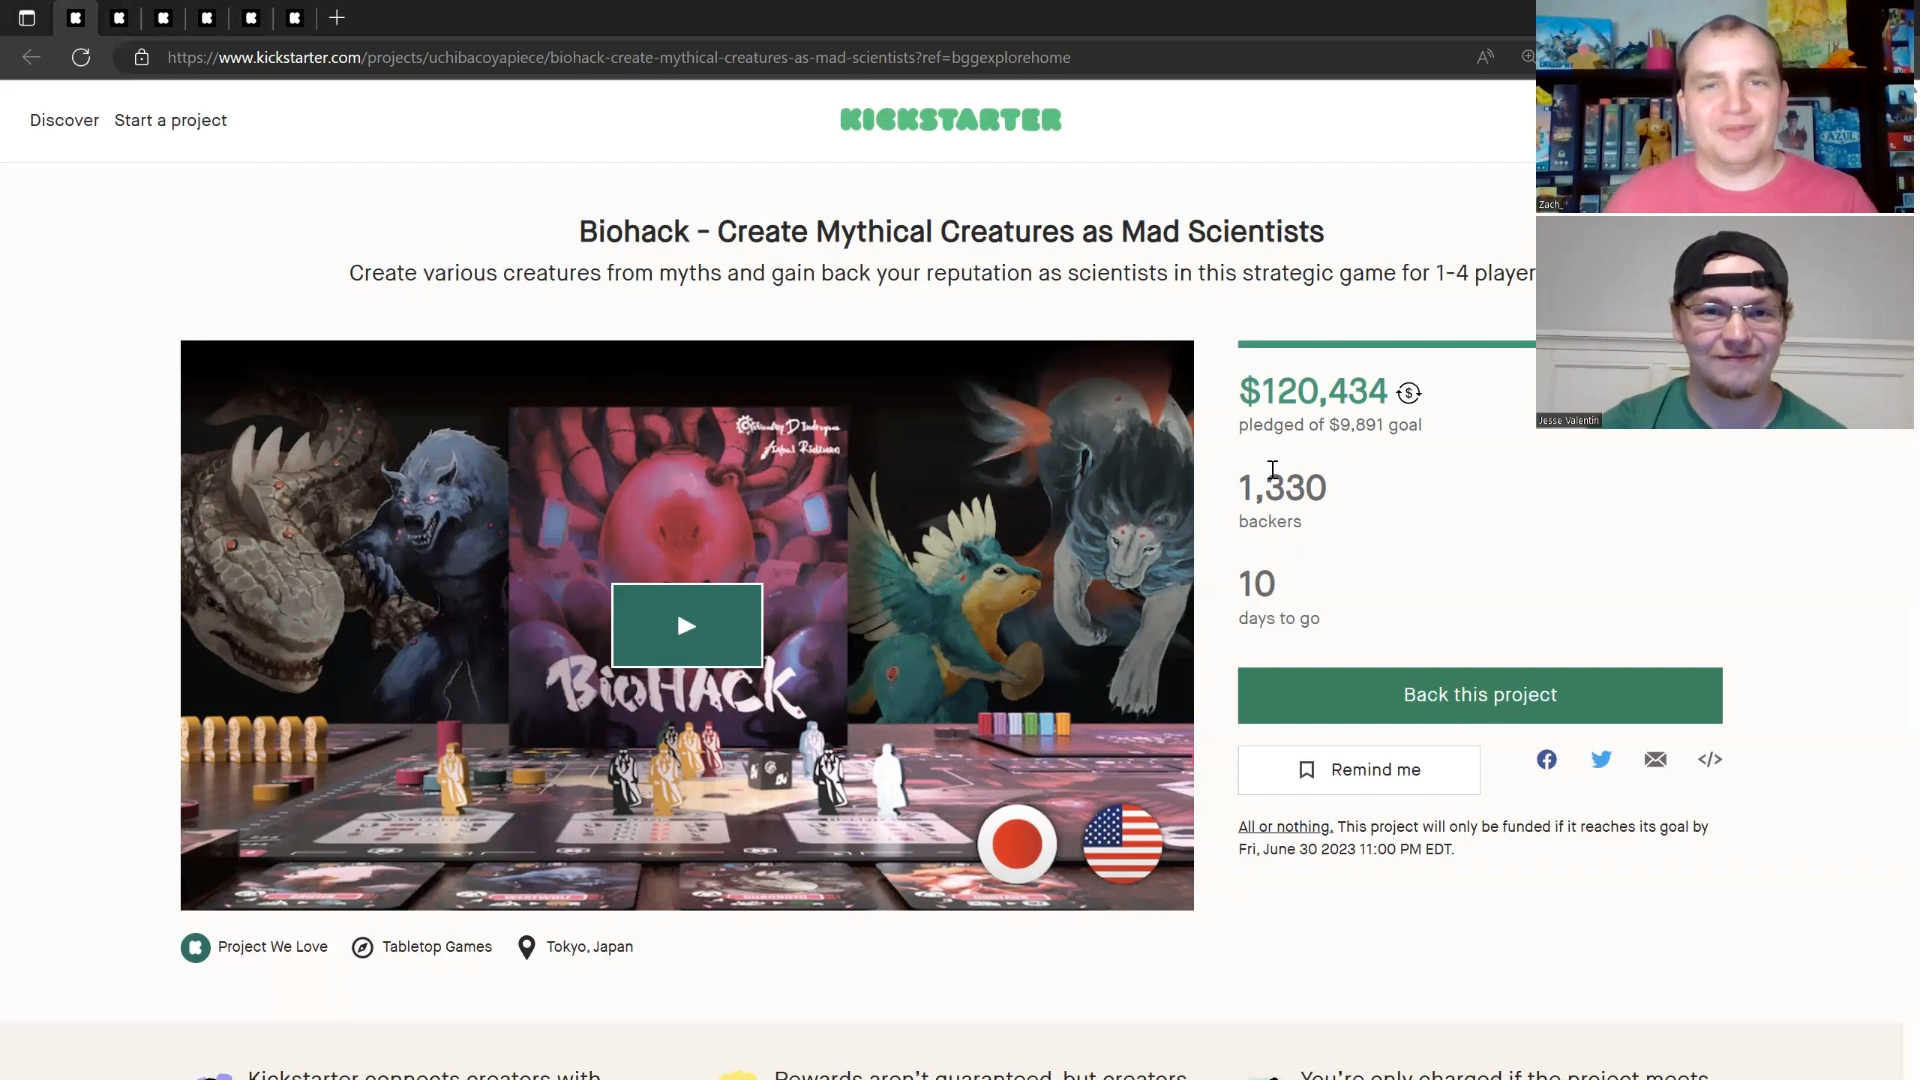 https://www.kickstarter.com/projects/uchibacoyapiece/biohack-create-mythical-creatures-as-mad-scientists?ref=bggexplorehome
Discover Start a project
KICKSTARTER
Zach_
AZUL
Biohack - Create Mythical Creatures as Mad Scientists
Create various creatures from myths and gain back your reputation as scientists in this strategic game for 1-4 player
Jesse Valentin
$120,434
pledged of $9,891 goal
1,330
backers
10
days to go
BIOHACK
Back this project
Remind me
All or nothing. This project will only be funded if it reaches its goal by
Fri, June 30 2023 11:00 PM EDT.
WEREWOLF
Project We Love Tabletop Games Tokyo, Japan
Kickstarter connects creators with
Rewards aren't guaranteed, but creators
You're only charged if the project meets